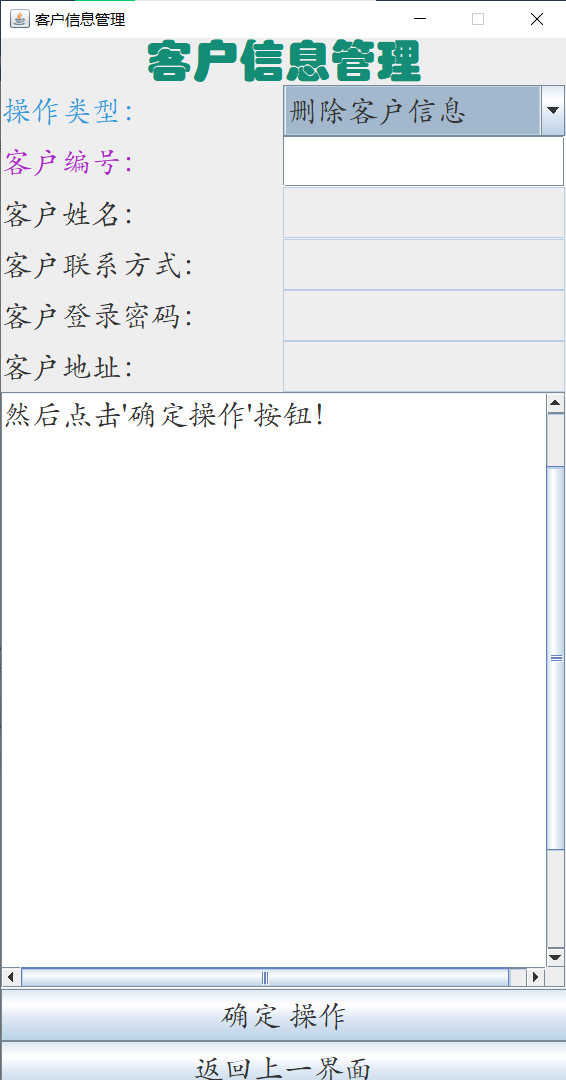 客户信息管理
客户信息管理
操作类型:
删除客户信息
客户编号:
客户姓名:
客户联系方式:
客户登录密码:
客户地址:
然后点击'确定操作'按钮!
确定 操作
返回上一界面